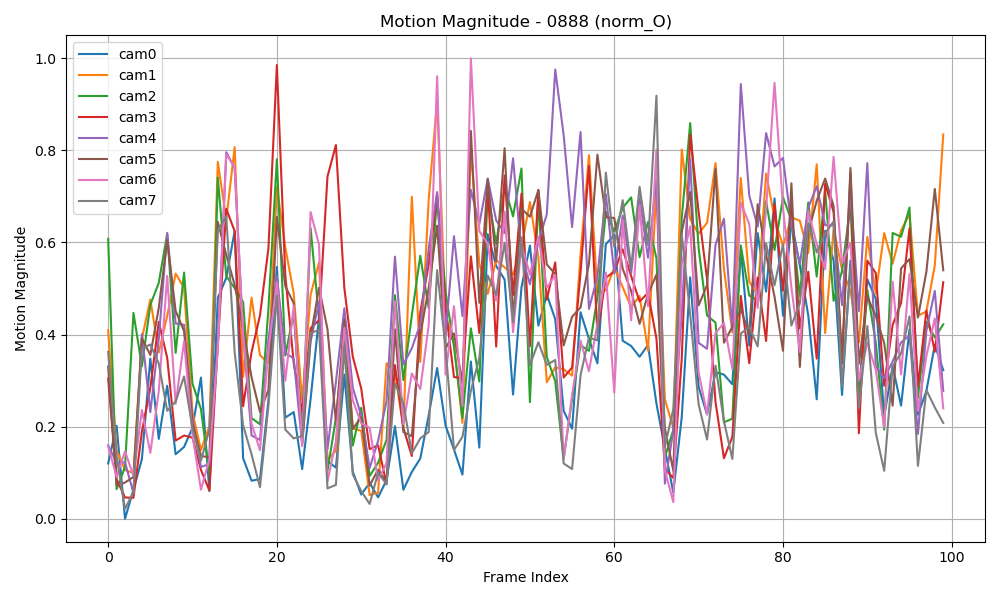 Motion Magnitude - 0888 (norm_O)
cam0
cam1
cam2
cam3
cam4
cam5
cam6
cam7
1.0
0.8
0.6
0.4
0.2
0.0
Motion Magnitude
0
20
40
60
80
100
Frame Index